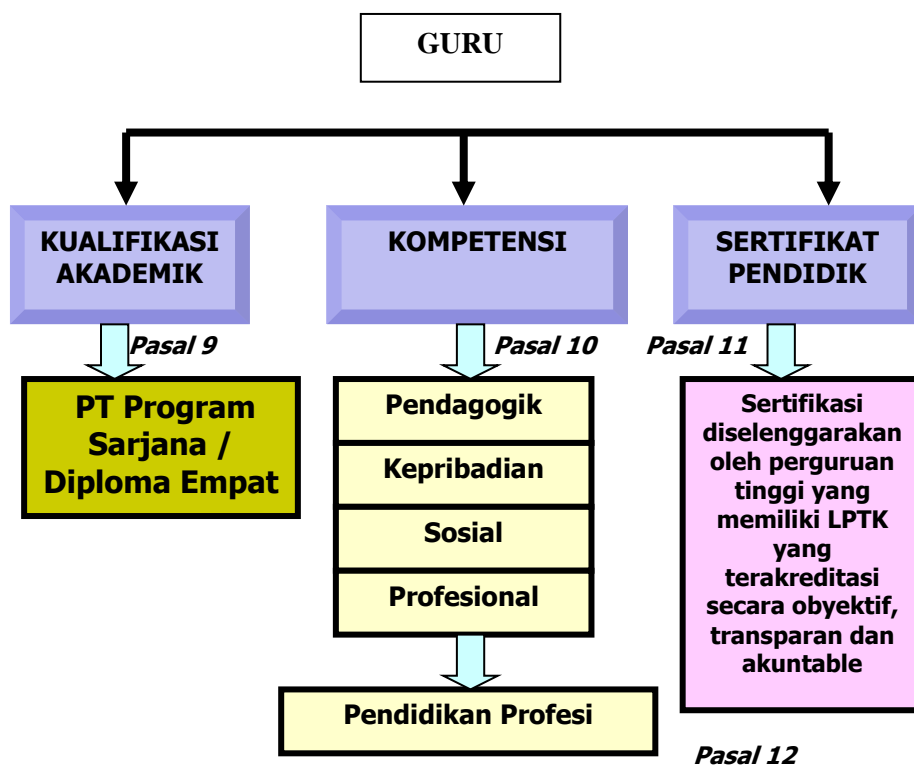 GURU
KUALIFIKASI
AKADEMIK
KOMPETENSI
SERTIFIKAT
PENDIDIK
Pasal 9
Pasal 10
Pasal 11
PT Program
Sarjana /
Diploma Empat
Pendagogik
Kepribadian
Sosial
Profesional
Pendidikan Profesi
Sertifikasi
diselenggarakan
oleh perguruan
tinggi yang
memiliki LPTK
yang
terakreditasi
secara obyektif,
transparan dan
akuntable
Pasal 12